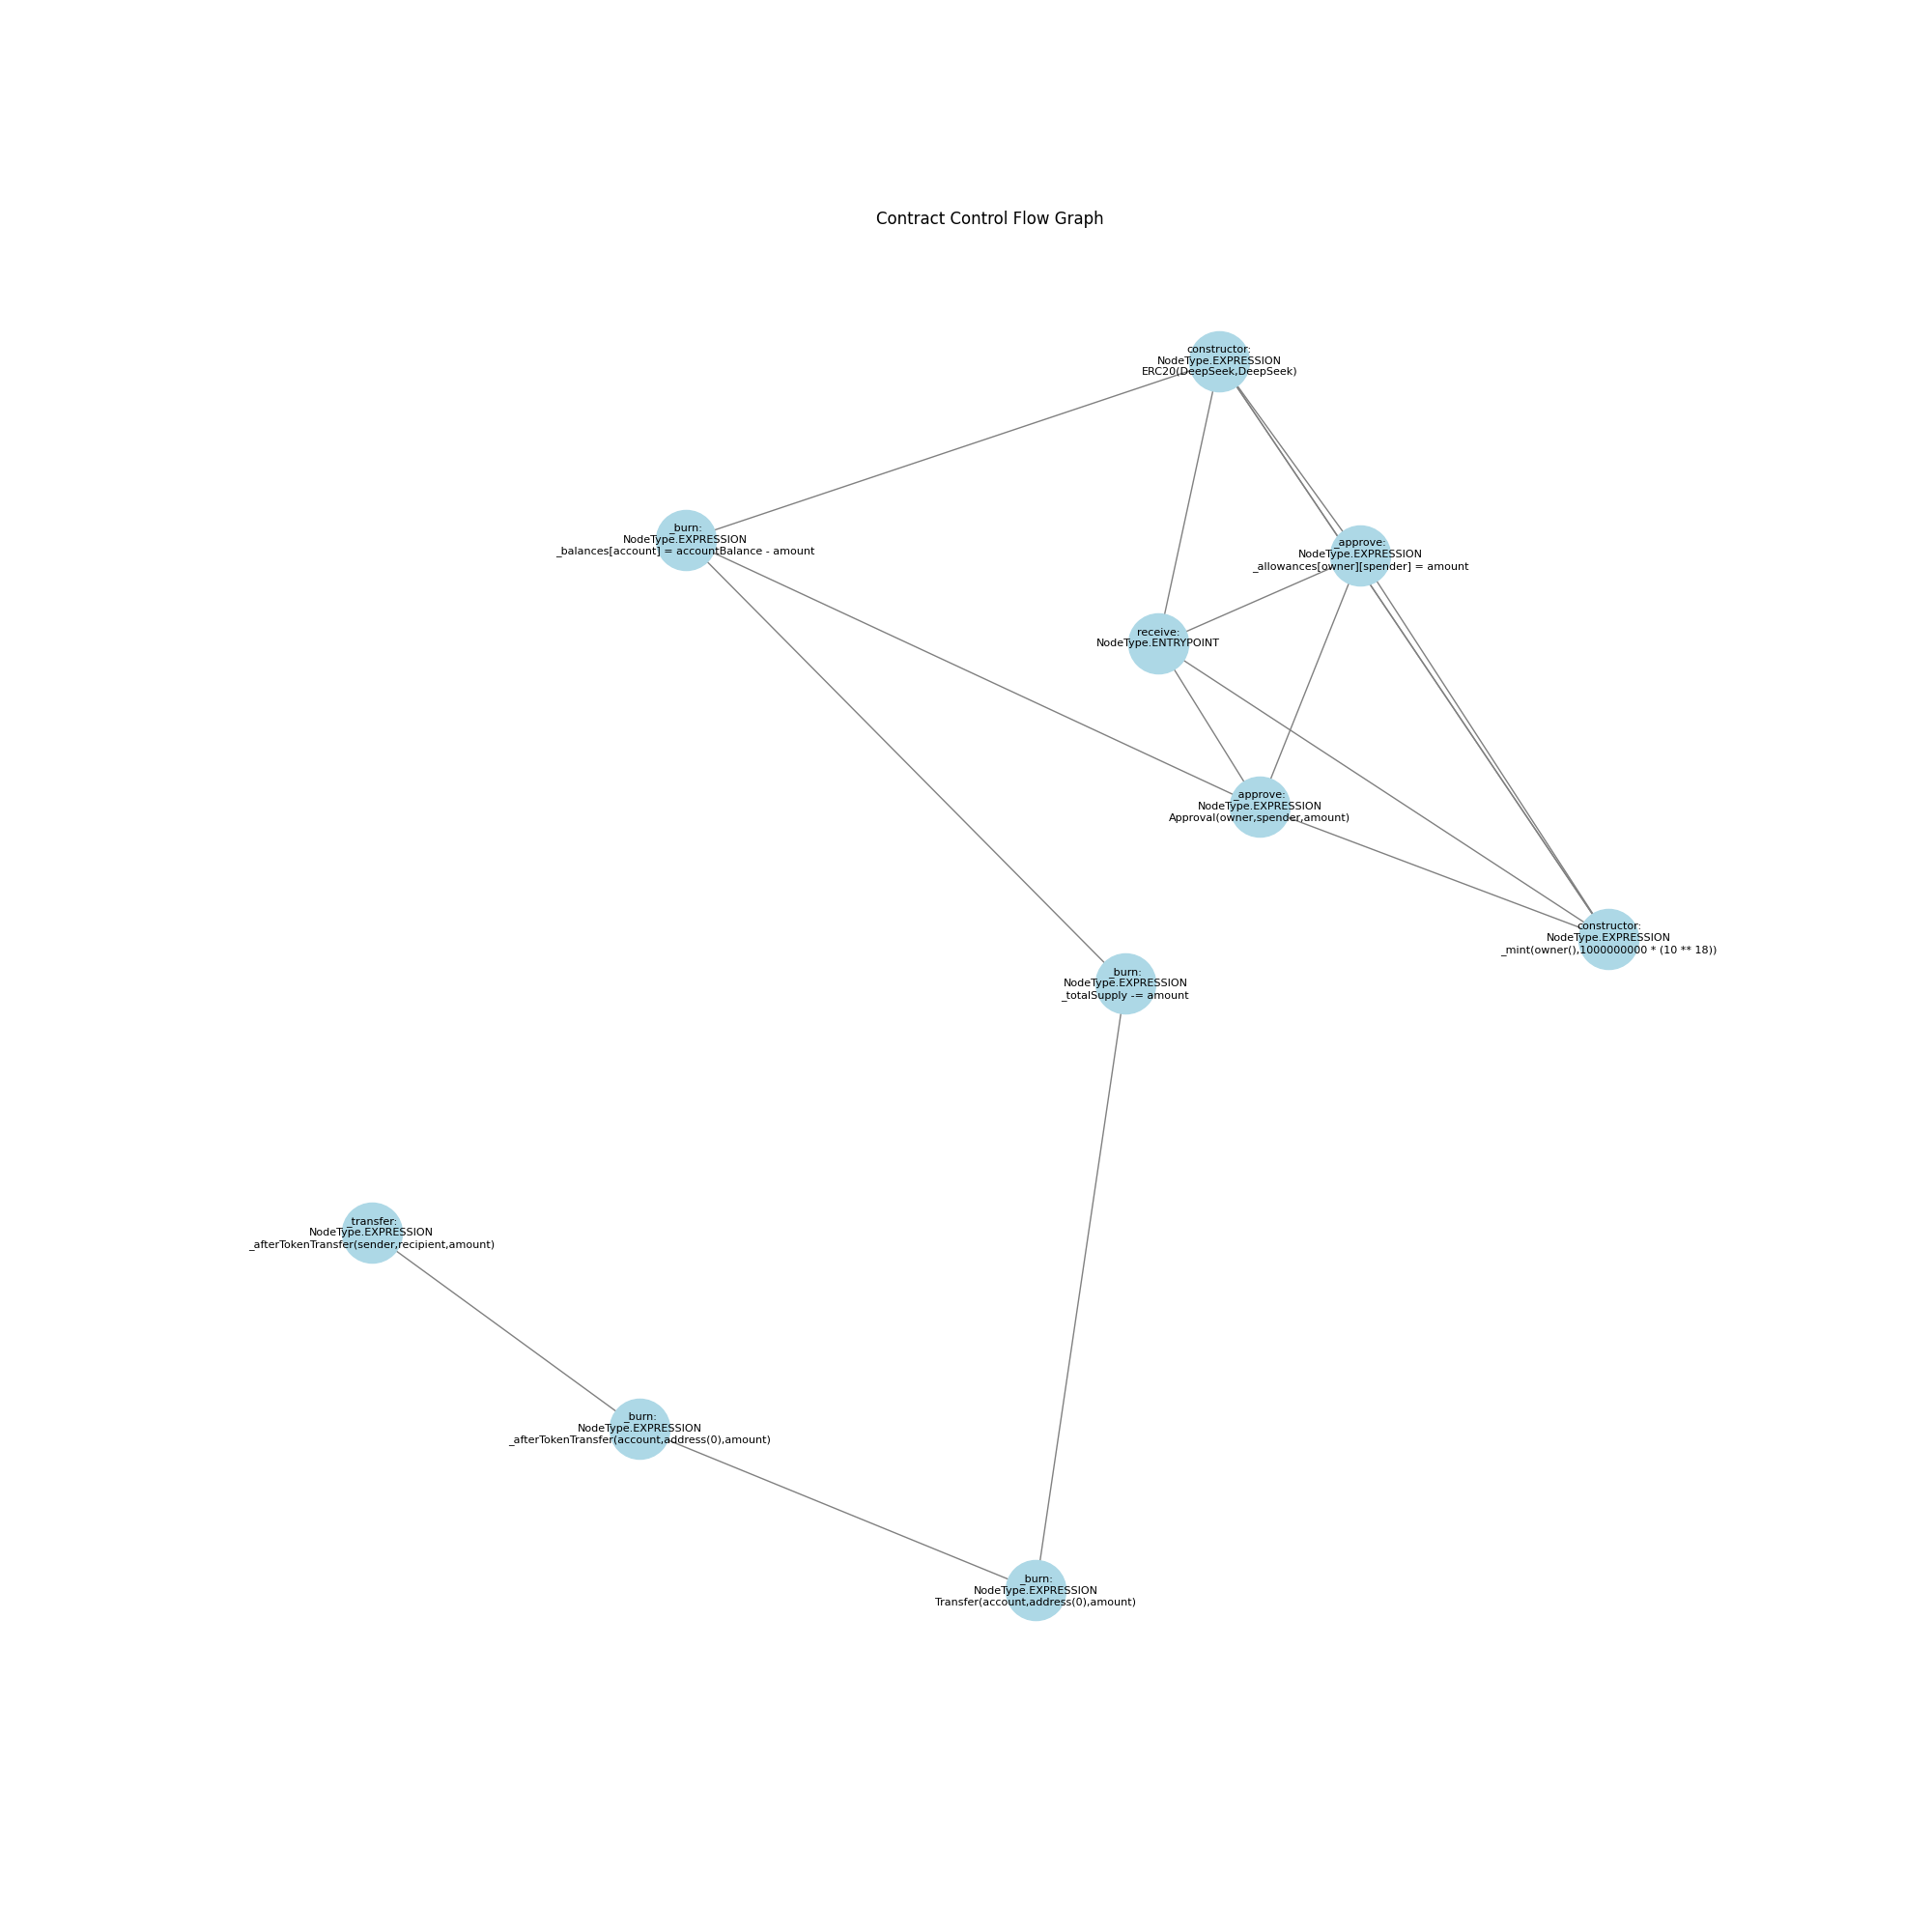 Contract Control Flow Graph
constructor:
NodeType.EXPRESSION
ERC20(DeepSeek,DeepSeek)
_burn:
NodeType.EXPRESSION
_balances[account] = accountBalance - amount
_approve:
NodeType.EXPRESSION
_allowances[owner][spender] = amount
receive:
NodeType.ENTRYPOINT
_approve:
NodeType.EXPRESSION
Approval(owner,spender,amount)
constructor:
NodeType.EXPRESSION
_mint(owner(),1000000000 * (10 ** 18))
_burn:
NodeType.EXPRESSION
_totalSupply -= amount
_transfer:
NodeType.EXPRESSION
_afterTokenTransfer(sender,recipient,amount)
_burn:
NodeType.EXPRESSION
_afterTokenTransfer(account,address(0),amount)
_burn:
NodeType.EXPRESSION
Transfer(account,address(0),amount)